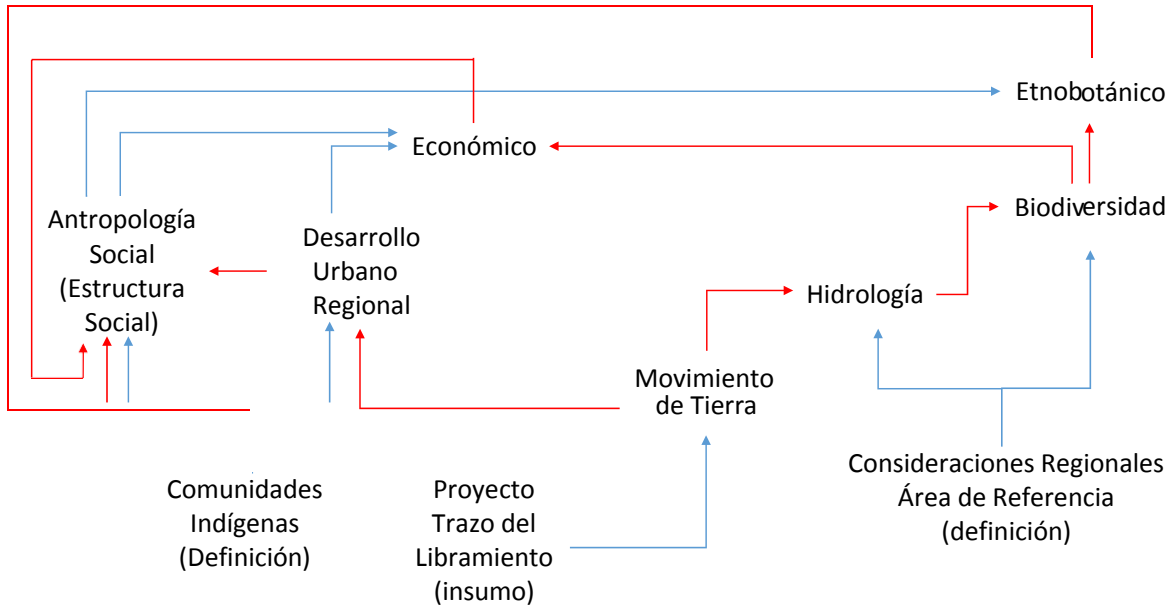 Etnobotánico
Económico
Biodiversidad
Antropología
Social
(Estructura
Social)
Desarrollo
Urbano
Regional
Hidrología
Movimiento
de Tierra
Comunidades
Indígenas
(Definición)
Proyecto
Trazo del
Libramiento
(insumo)
Consideraciones Regionales
Área de Referencia
(definición)